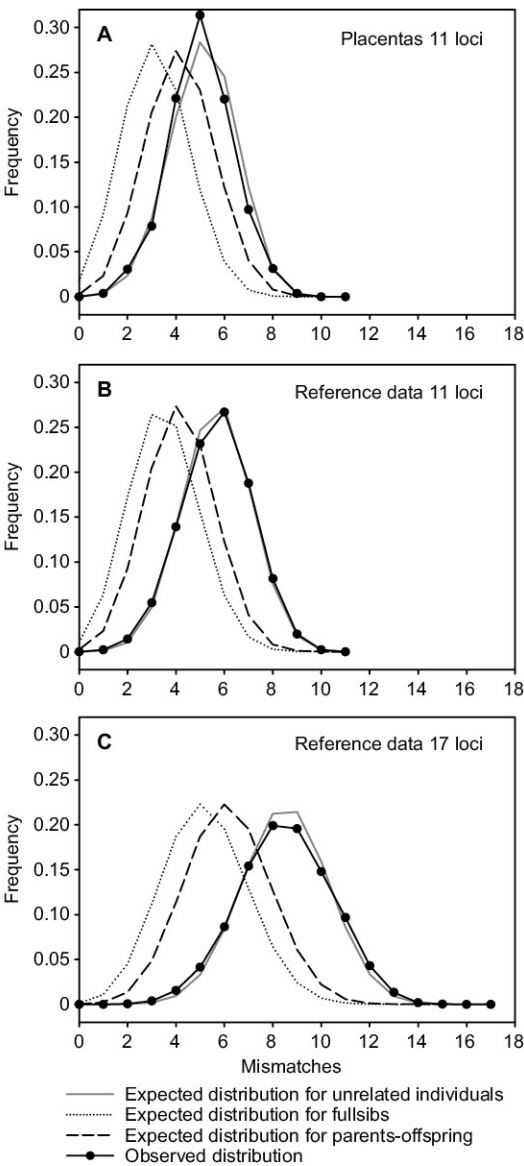 A
Placentas 11 loci
0.30
0.25
0.20
0.15
0.10
0.05
0
Frequency
0 2 4 6 8 10 12 14 16 18
B
Reference data 11 loci
0.30
0.25
0.20
0.15
0.10
0.05
0
Frequency
0 2 4 6 8 10 12 14 16 18
C
Reference data 17 loci
0.30
0.25
0.20
0.15
0.10
0.05
0
Frequency
0 2 4 6 8 10 12 14 16 18
Mismatches
Expected distribution for unrelated individuals
Expected distribution for fullsibs
Expected distribution for parents-offspring
Observed distribution